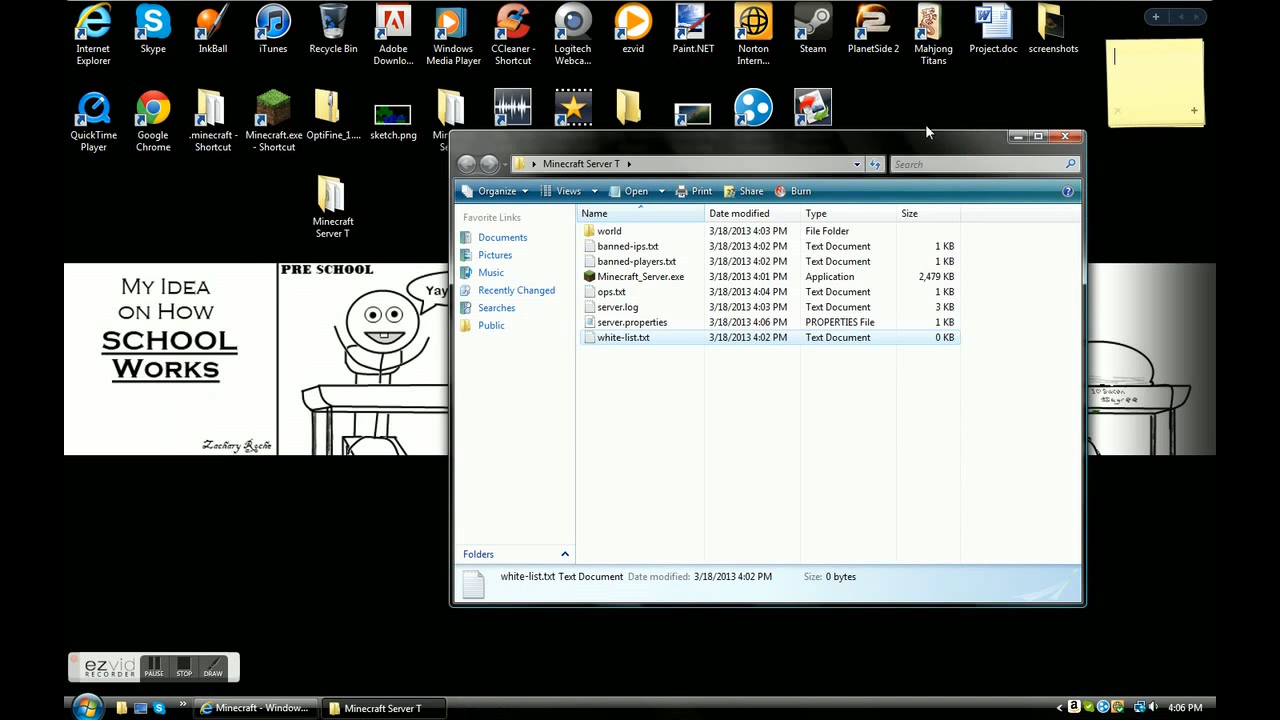 Internet Explorer
Skype
InkBall
iTunes
Recycle Bin
Adobe Downlo...
Windows Media Player
CCleaner - Shortcut
Logitech Webca...
ezvid
Paint.NET
Norton Intern...
Steam
PlanetSide 2
Mahjong Titans
Project.doc
screenshots
QuickTime Player
Google Chrome
.minecraft - Shortcut
Minecraft.exe - Shortcut
OptiFine_1....
sketch.png
Minecraft Server T
MY IDEA
ON HOW
SCHOOL
WORKS
Zachary Roche
PRE SCHOOL
Yay
Minecraft Server T
Search
Organize
Views
Open
Print
Share
Burn
Favorite Links
Documents
Pictures
Music
Recently Changed
Searches
Public
Folders
Name Date modified Type Size
world 3/18/2013 4:03 PM File Folder
banned-ips.txt 3/18/2013 4:02 PM Text Document 1 KB
banned-players.txt 3/18/2013 4:02 PM Text Document 1 KB
Minecraft_Server.exe 3/18/2013 4:01 PM Application 2,479 KB
ops.txt 3/18/2013 4:04 PM Text Document 1 KB
server.log 3/18/2013 4:03 PM Text Document 3 KB
server.properties 3/18/2013 4:06 PM PROPERTIES File 1 KB
white-list.txt 3/18/2013 4:02 PM Text Document 0 KB
white-list.txt Text Document Date modified: 3/18/2013 4:02 PM Size: 0 bytes
ezvid
RECORDER
PAUSE
STOP
DRAW
Minecraft - Window...
Minecraft Server T
4:06 PM